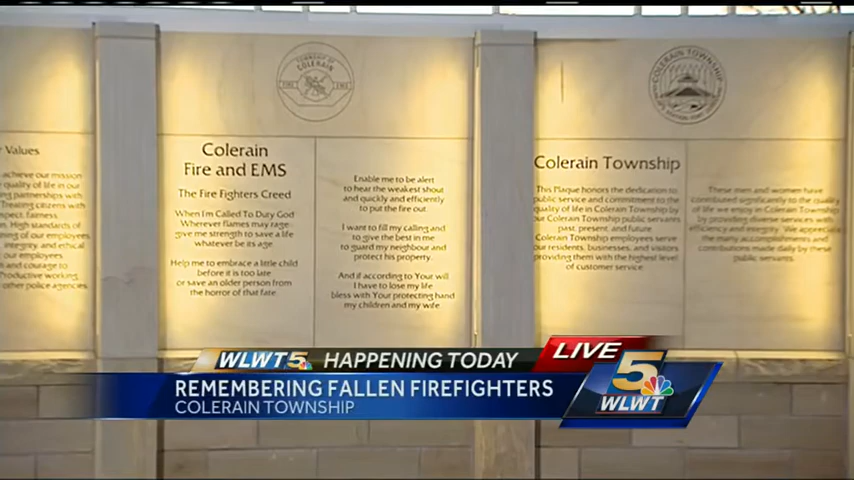 r Values
achieve our mission
quality of life in our
ng partnerships with
Treating citizens with
spect, fairness,
h. High standards of
ning of our employees
integrity, and ethical
our employees
and courage to
Productive working
other police agencies.
TOWNSHIP OF
COLERAIN
FIRE EMS
Colerain
Fire and EMS
The Fire Fighters Creed
When I'm Called To Duty God
Wherever flames may rage
give me strength to save a life
whatever be its age
Help me to embrace a little child
before it is too late
or save an older person from
the horror of that fate.
Enable me to be alert
to hear the weakest shout
and quickly and efficiently
to put the fire out.
I want to fill my calling and
to give the best in me
to guard my neighbour and
protect his property.
And if according to Your will
I have to lose my life
bless with Your protecting hand
my children and my wife.
COLERAIN TOWNSHIP
Colerain Township
This Plaque honors the dedication to
public service and commitment to the
quality of life in Colerain Township by
our Colerain Township public servants
past, present, and future.
Colerain Township employees serve
our residents, businesses, and visitors
providing them with the highest level
of customer service.
These men and women have
contributed significantly to the quality
of life we enjoy in Colerain Township
by providing diverse services with
efficiency and integrity. We appreciate
the many accomplishments and
contributions made daily by these
public servants.
WLWT5 HAPPENING TODAY LIVE
REMEMBERING FALLEN FIREFIGHTERS
COLERAIN TOWNSHIP
5
WLWT